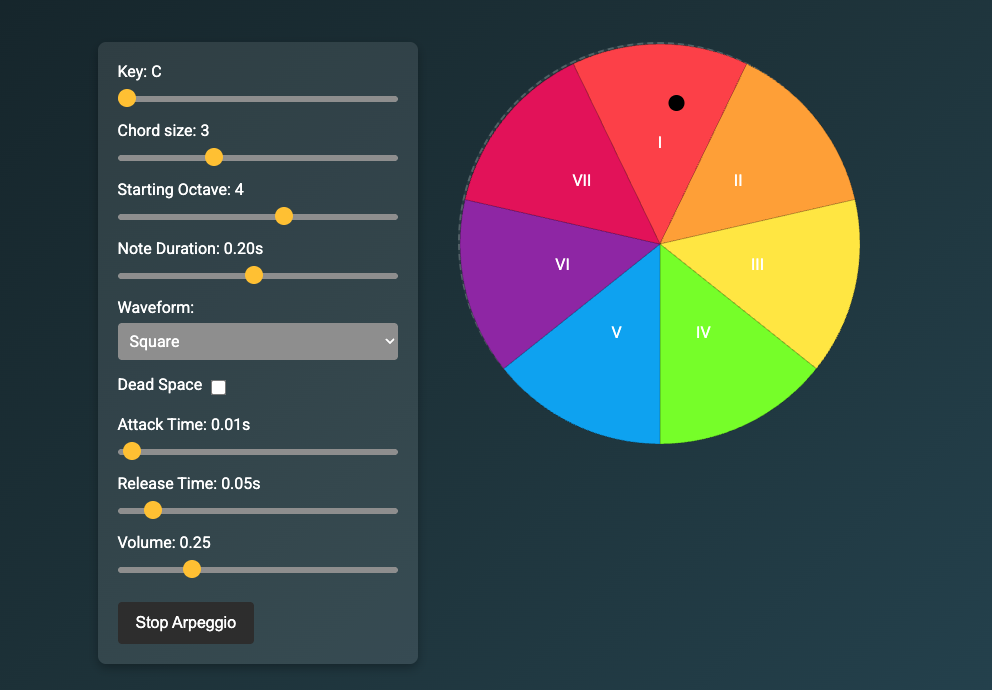 Key: C
Chord size: 3
Starting Octave: 4
Note Duration: 0.20s
Waveform:
Square
Dead Space
Attack Time: 0.01s
Release Time: 0.05s
Volume: 0.25
Stop Arpeggio
I
II
III
IV
V
VI
VII